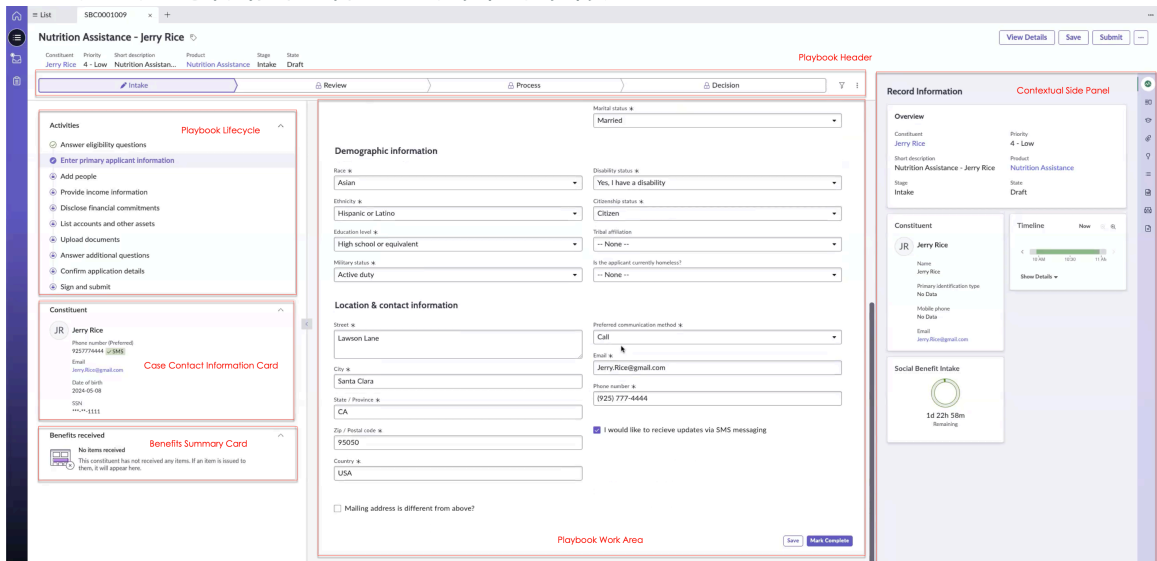 List
SBC0001009
Nutrition Assistance - Jerry Rice
View Details
Save
Submit
Constituent
Jerry Rice
Priority
4 - Low
Short description
Nutrition Assistan...
Product
Nutrition Assistance
Stage
Intake
State
Draft
Playbook Header
Intake
Review
Process
Decision
Activities
Playbook Lifecycle
Answer eligibility questions
Enter primary applicant information
Add people
Provide income information
Disclose financial commitments
List accounts and other assets
Upload documents
Answer additional questions
Confirm application details
Sign and submit
Constituent
JR
Jerry Rice
Phone number (Preferred)
9257774444 SMS
Email
Jerry.Rice@gmail.com
Case Contact Information Card
Date of birth
2024-05-08
SSN
***-**-1111
Benefits received
Benefits Summary Card
No items received
This constituent has not received any items. If an item is issued to
them, it will appear here.
Marital status *
Married
Demographic information
Race *
Asian
Disability status *
Yes, I have a disability
Ethnicity *
Hispanic or Latino
Citizenship status *
Citizen
Education level *
High school or equivalent
Tribal affiliation
-- None --
Military status *
Active duty
Is the applicant currently homeless?
-- None --
Location & contact information
Street *
Lawson Lane
Preferred communication method *
Call
Email *
Jerry.Rice@gmail.com
City *
Santa Clara
Phone number *
(925) 777-4444
State / Province *
CA
Zip / Postal code *
95050
I would like to recieve updates via SMS messaging
Country *
USA
Mailing address is different from above?
Playbook Work Area
Save
Mark Complete
Record Information
Contextual Side Panel
Overview
Constituent
Jerry Rice
Priority
4 - Low
Short description
Nutrition Assistance - Jerry Rice
Product
Nutrition Assistance
Stage
Intake
State
Draft
Constituent
JR
Jerry Rice
Name
Jerry Rice
Primary identification type
No Data
Mobile phone
No Data
Email
Jerry.Rice@gmail.com
Timeline
Now
10 AM
10:30
11 AM
Show Details
Social Benefit Intake
1d 22h 58m
Remaining